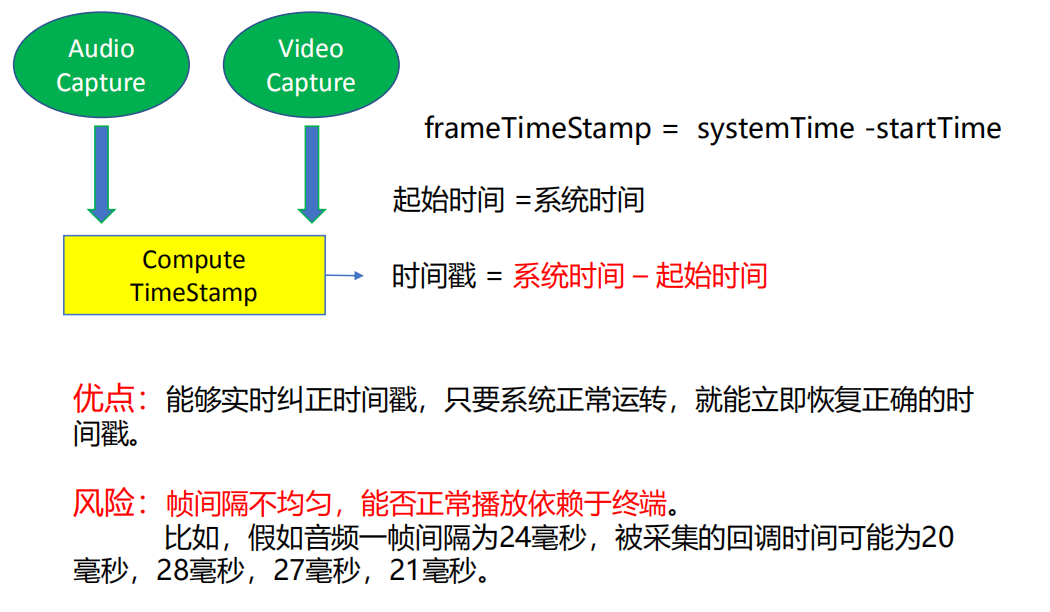 Audio
Capture
Video
Capture
frameTimeStamp = systemTime -startTime
起始时间 =系统时间
Compute
TimeStamp
时间戳 = 系统时间 – 起始时间
优点：能够实时纠正时间戳，只要系统正常运转，就能立即恢复正确的时
间戳。
风险：帧间隔不均匀，能否正常播放依赖于终端。
比如，假如音频一帧间隔为24毫秒，被采集的回调时间可能为20
毫秒，28毫秒，27毫秒，21毫秒。